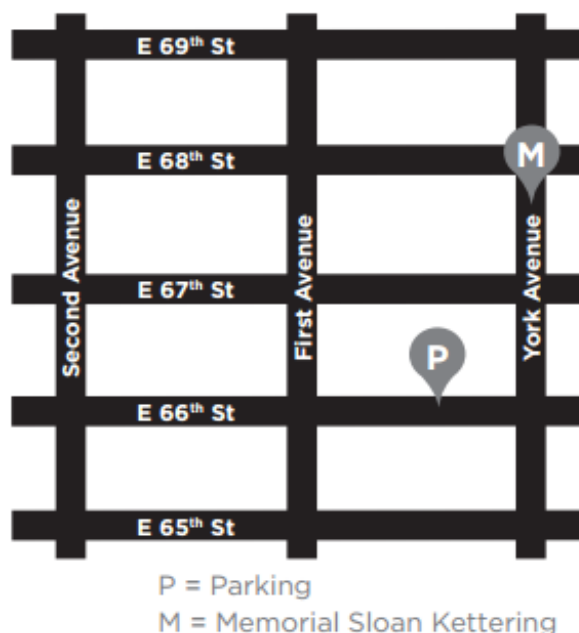 E 69th St
E 68th St
M
Second Avenue
First Avenue
York Avenue
E 67th St
P
E 66th St
E 65th St
P = Parking
M = Memorial Sloan Kettering